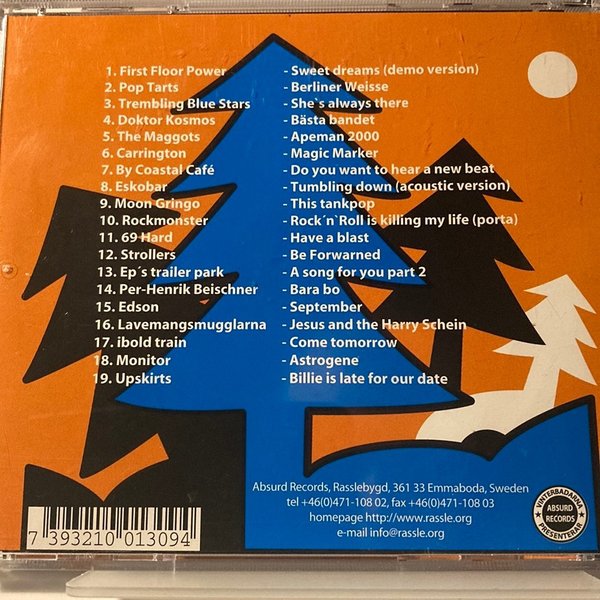 1. First Floor Power - Sweet dreams (demo version)
2. Pop Tarts - Berliner Weisse
3. Trembling Blue Stars - She`s always there
4. Doktor Kosmos - Bästa bandet
5. The Maggots - Apeman 2000
6. Carrington - Magic Marker
7. By Coastal Café - Do you want to hear a new beat
8. Eskobar - Tumbling down (acoustic version)
9. Moon Gringo - This tankpop
10. Rockmonster - Rock´n`Roll is killing my life (porta)
11. 69 Hard - Have a blast
12. Strollers - Be Forwarned
13. Ep´s trailer park - A song for you part 2
14. Per-Henrik Beischner - Bara bo
15. Edson - September
16. Lavemangsmugglarna - Jesus and the Harry Schein
17. ibold train - Come tomorrow
18. Monitor - Astrogene
19. Upskirts - Billie is late for our date
Absurd Records, Rasslebygd, 361 33 Emmaboda, Sweden
tel +46(0)471-108 02, fax +46(0)471-108 03
homepage http://www.rassle.org
e-mail info@rassle.org
VINTERBADARNA
ABSURD
RECORDS
PRESENTERAR
7 393210 013094